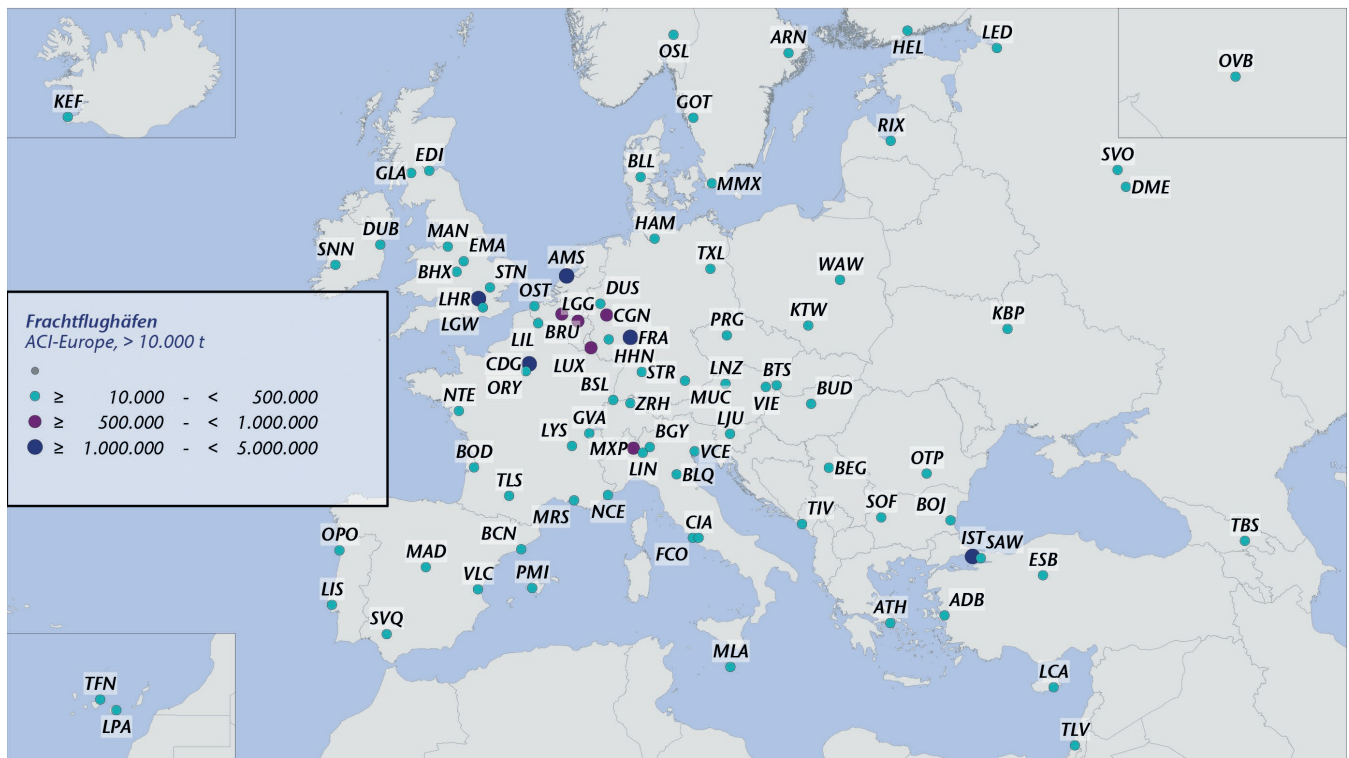 KEF
OSL
ARN
HEL
LED
OVB
GOT
RIX
EDI
GLA
BLL
MMX
SVO
DME
HAM
SNN
DUB
MAN
EMA
BHX
STN
AMS
TXL
WAW
LHR
LGW
OST
LGG
DUS
CGN
Frachtflughäfen
ACI-Europe, > 10.000 t
≥ 10.000 - < 500.000
≥ 500.000 - < 1.000.000
≥ 1.000.000 - < 5.000.000
LIL
BRU
FRA
PRG
KTW
KBP
HHN
CDG
ORY
LUX
STR
LNZ
BTS
NTE
BSL
ZRH
MUC
VIE
BUD
GVA
LJU
LYS
MXP
BGY
VCE
BOD
LIN
BLQ
BEG
OTP
TLS
MRS
NCE
TIV
SOF
BOJ
OPO
MAD
BCN
CIA
FCO
IST
SAW
TBS
ESB
LIS
VLC
PMI
SVQ
ATH
ADB
MLA
LCA
TFN
LPA
TLV